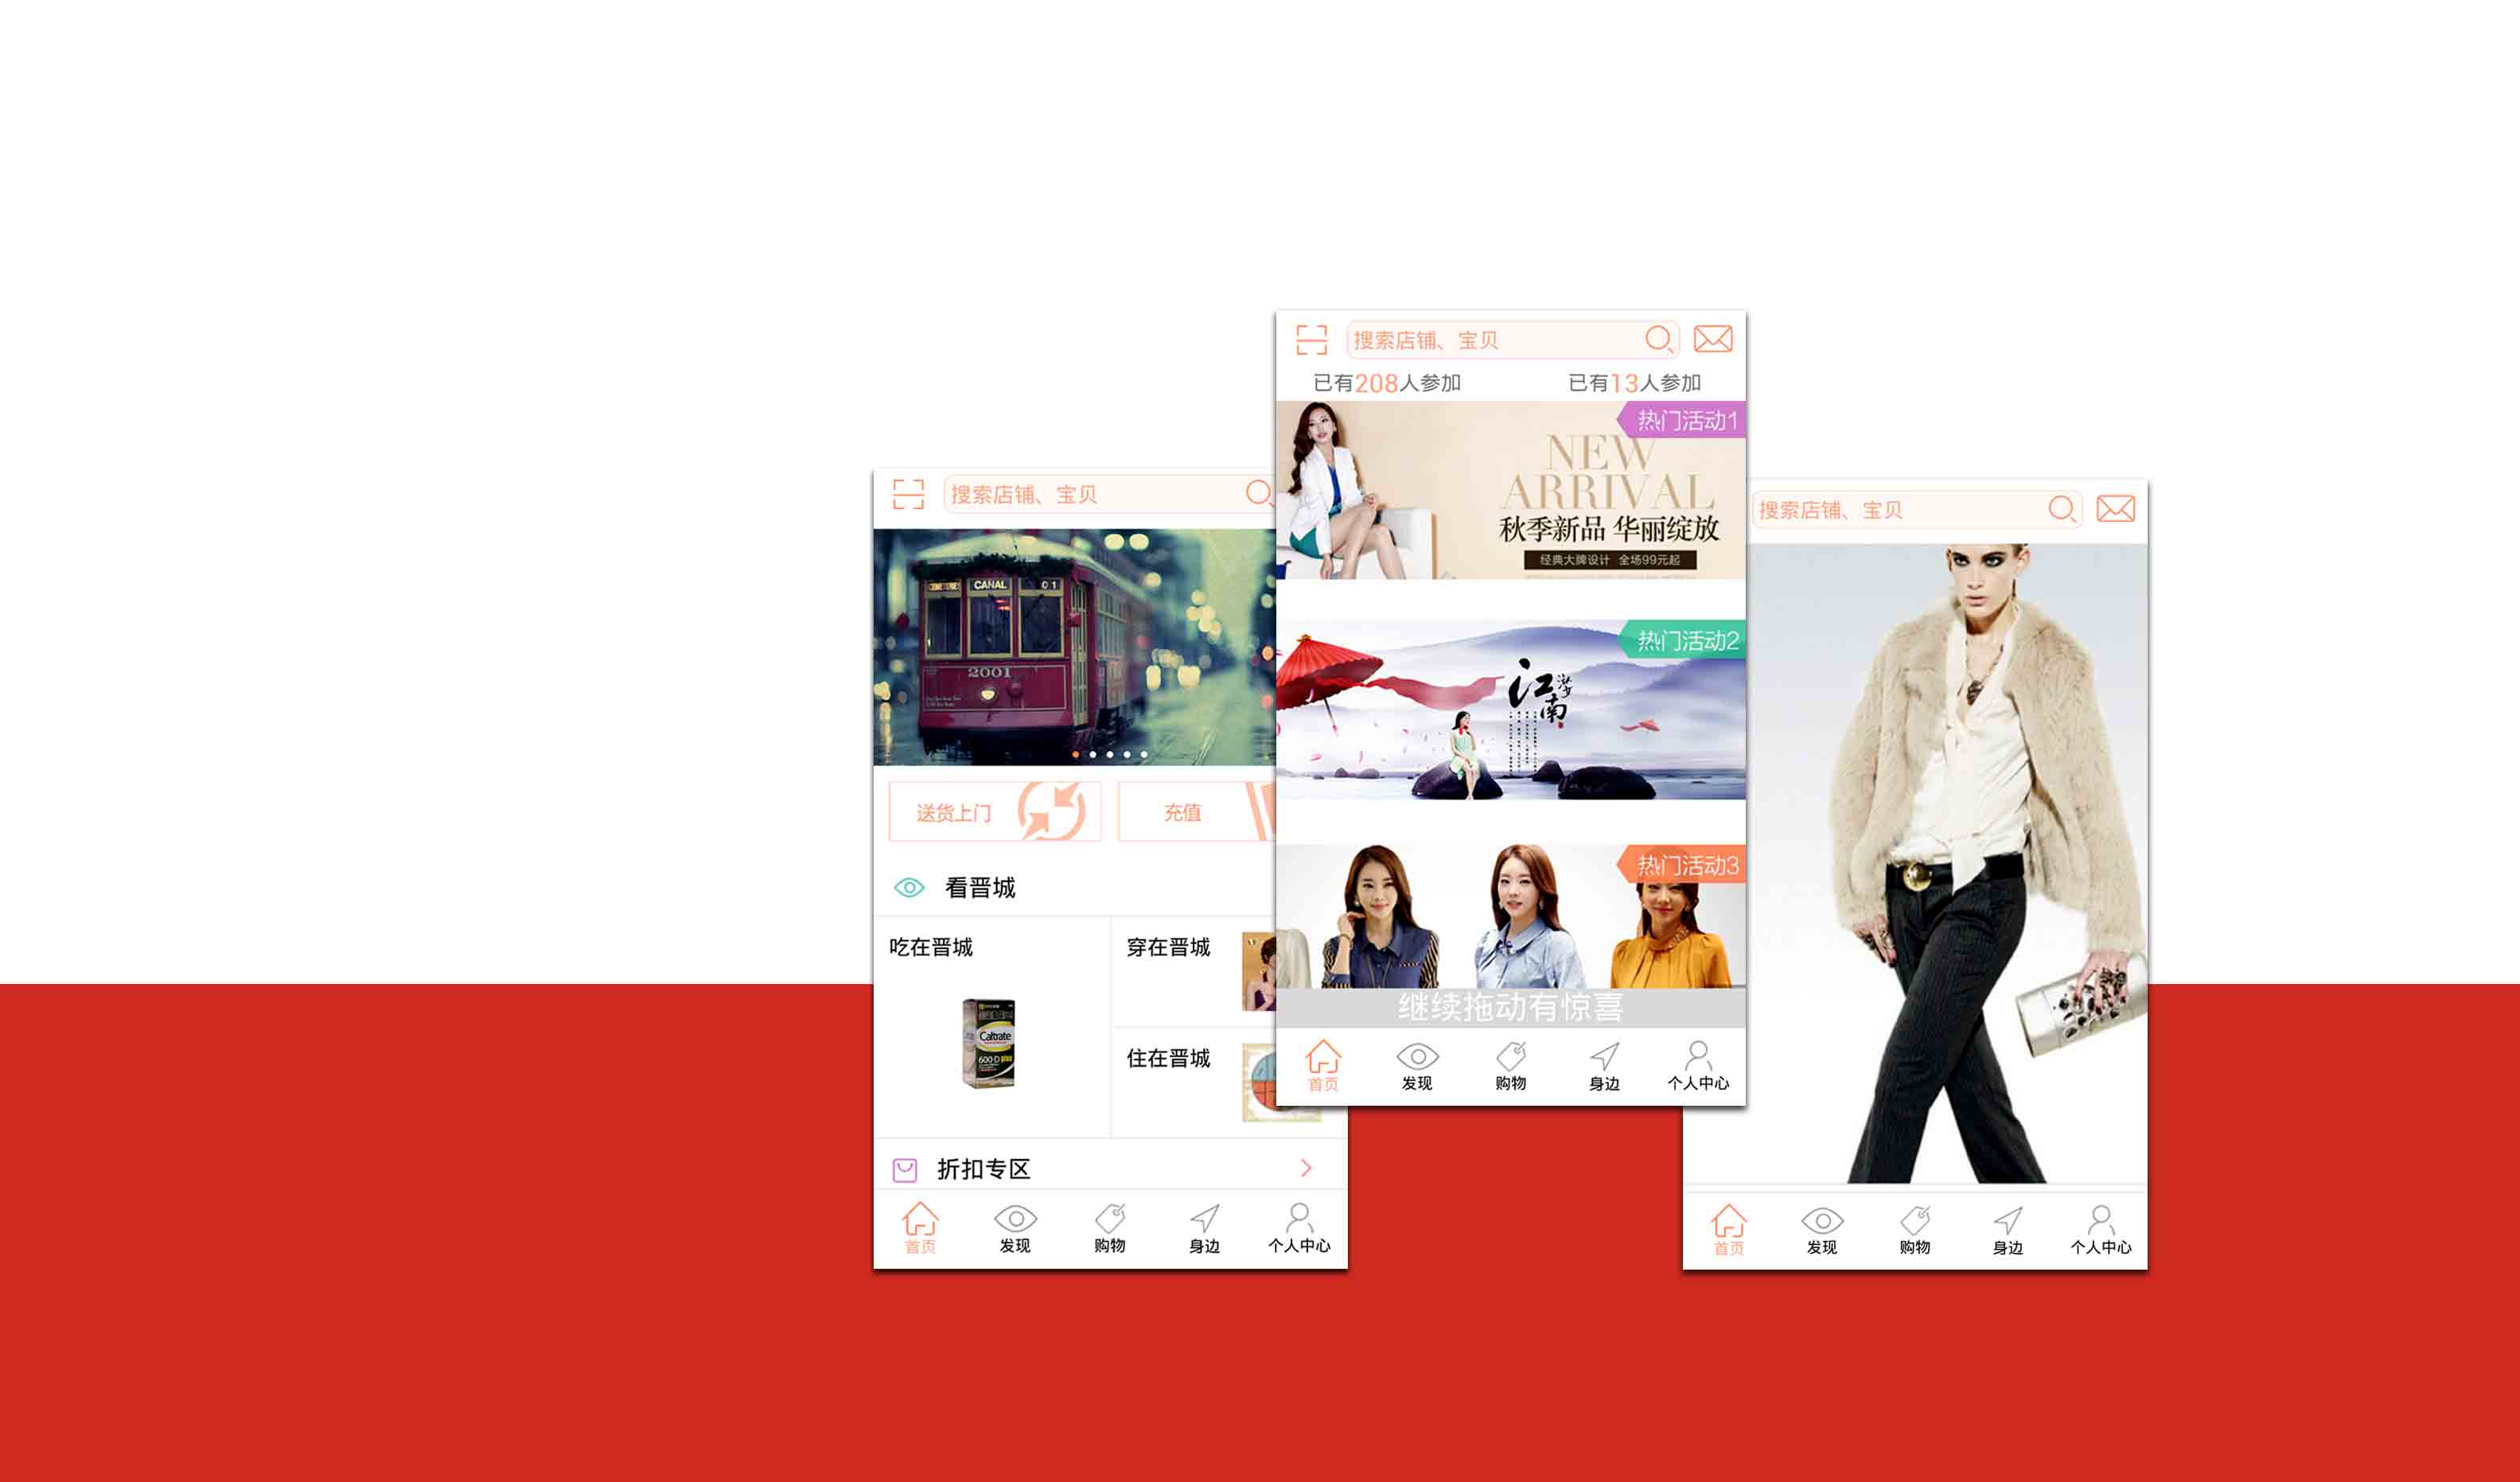 搜索店铺、宝贝
CEMETERIES
CANAL
01
2001
送货上门
充值
看晋城
吃在晋城
穿在晋城
Caltrate
600·D plus
住在晋城
折扣专区
首页
发现
购物
身边
个人中心
搜索店铺、宝贝
已有208人参加
已有13人参加
热门活动1
NEW
ARRIVAL
秋季新品 华丽绽放
经典大牌设计 全场99元起
热门活动2
江南
热门活动3
继续拖动有惊喜
首页
发现
购物
身边
个人中心
搜索店铺、宝贝
首页
发现
购物
身边
个人中心